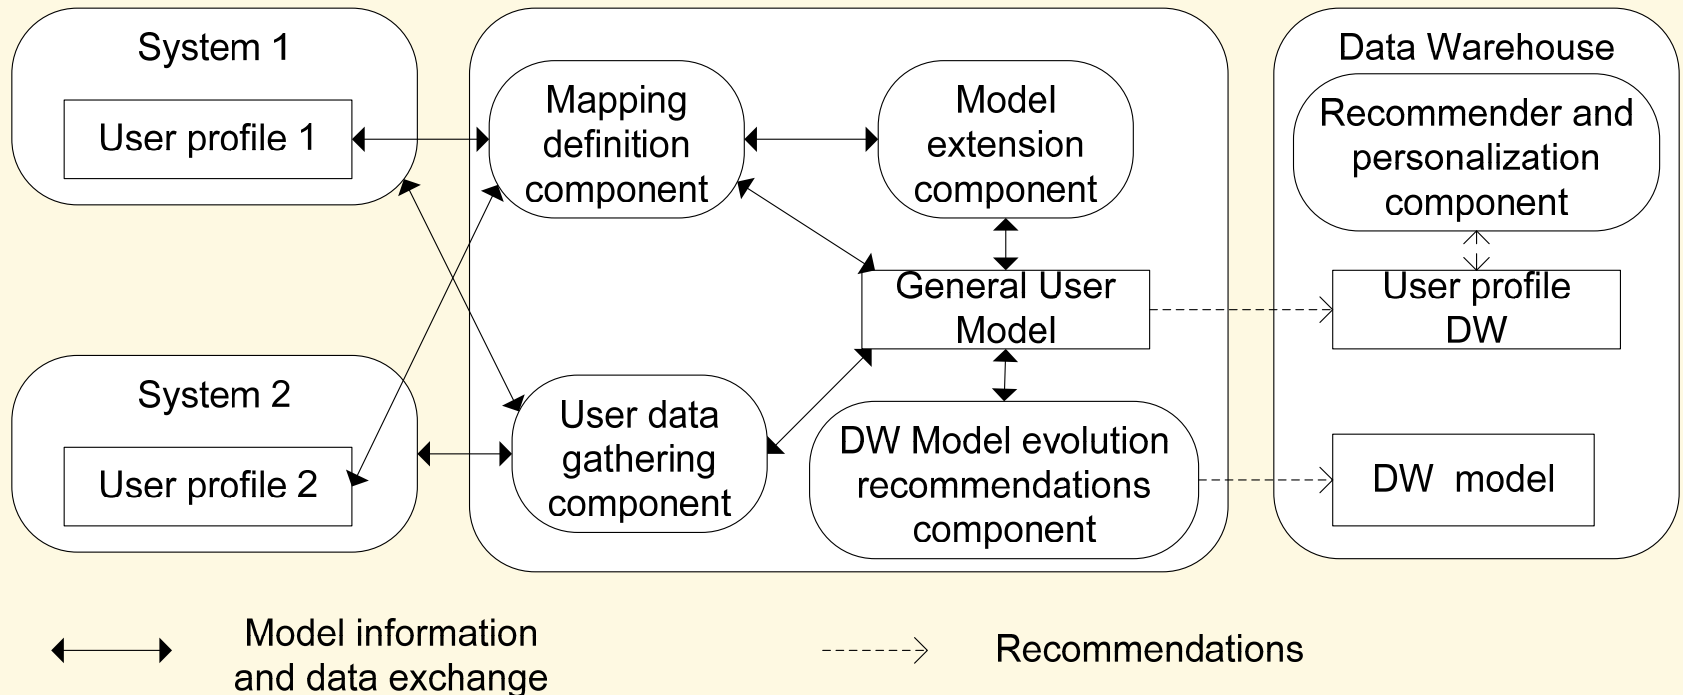 System 1
User profile 1
System 2
User profile 2
Mapping
definition
component
Model
extension
component
General User
Model
User data
gathering
component
DW Model evolution
recommendations
component
Data Warehouse
Recommender and
personalization
component
User profile
DW
DW model
Model information
and data exchange
Recommendations